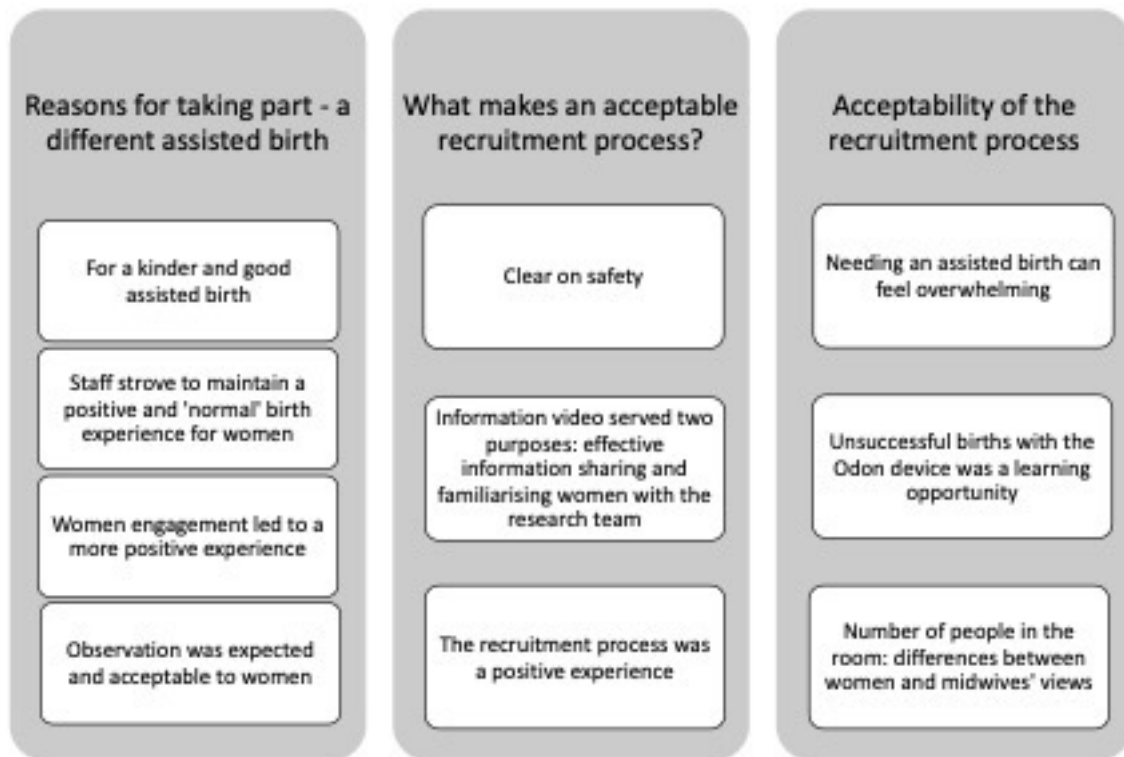 Reasons for taking part - a
different assisted birth
For a kinder and good
assisted birth
Staff strove to maintain a
positive and 'normal' birth
experience for women
Women engagement led to a
more positive experience
Observation was expected
and acceptable to women
What makes an acceptable
recruitment process?
Clear on safety
Information video served two
purposes: effective
information sharing and
familiarising women with the
research team
The recruitment process was
a positive experience
Acceptability of the
recruitment process
Needing an assisted birth can
feel overwhelming
Unsuccessful births with the
Odon device was a learning
opportunity
Number of people in the
room: differences between
women and midwives' views